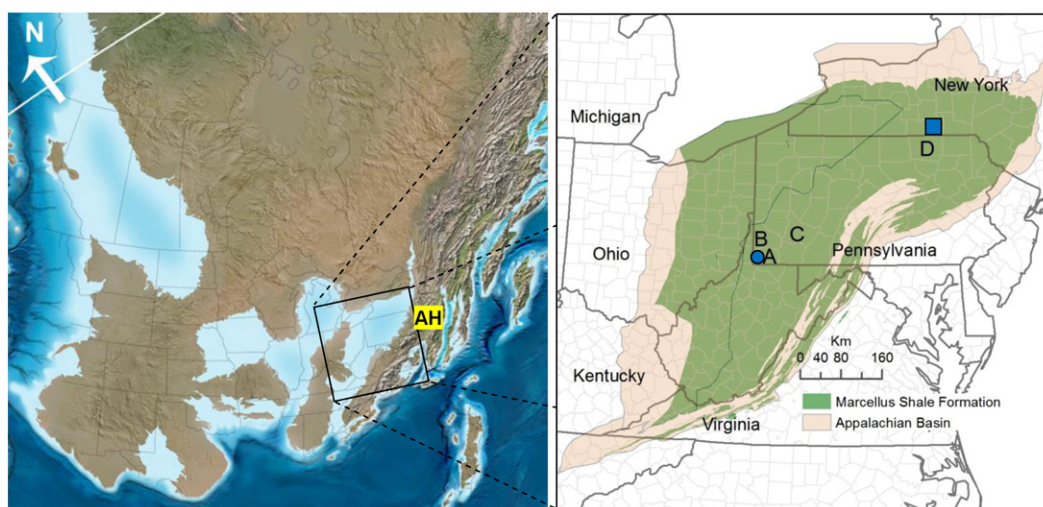 N
AH
New York
Michigan
D
B
C
A
Ohio
Pennsylvania
Km
0 40 80 160
Kentucky
Marcellus Shale Formation
Appalachian Basin
Virginia